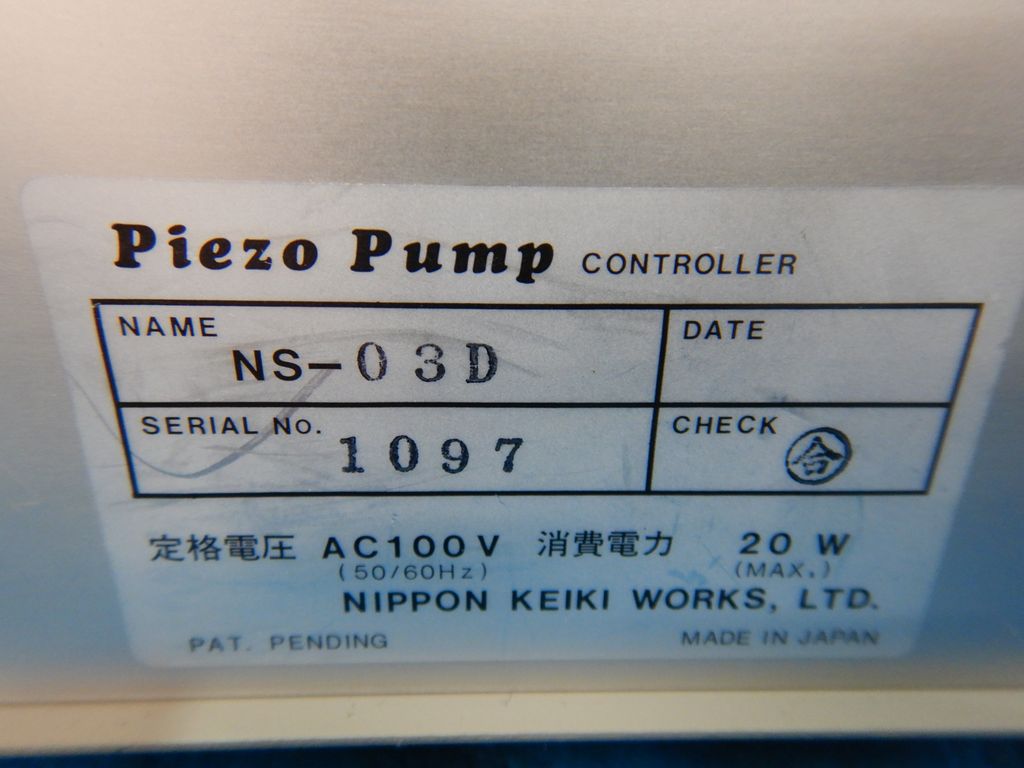 Piezo Pump CONTROLLER
NAME
NS-03D
DATE
SERIAL No.
1097
CHECK
合
定格電圧 AC100V 消費電力 20 W
(50/60Hz) (MAX.)
NIPPON KEIKI WORKS, LTD.
PAT. PENDING MADE IN JAPAN